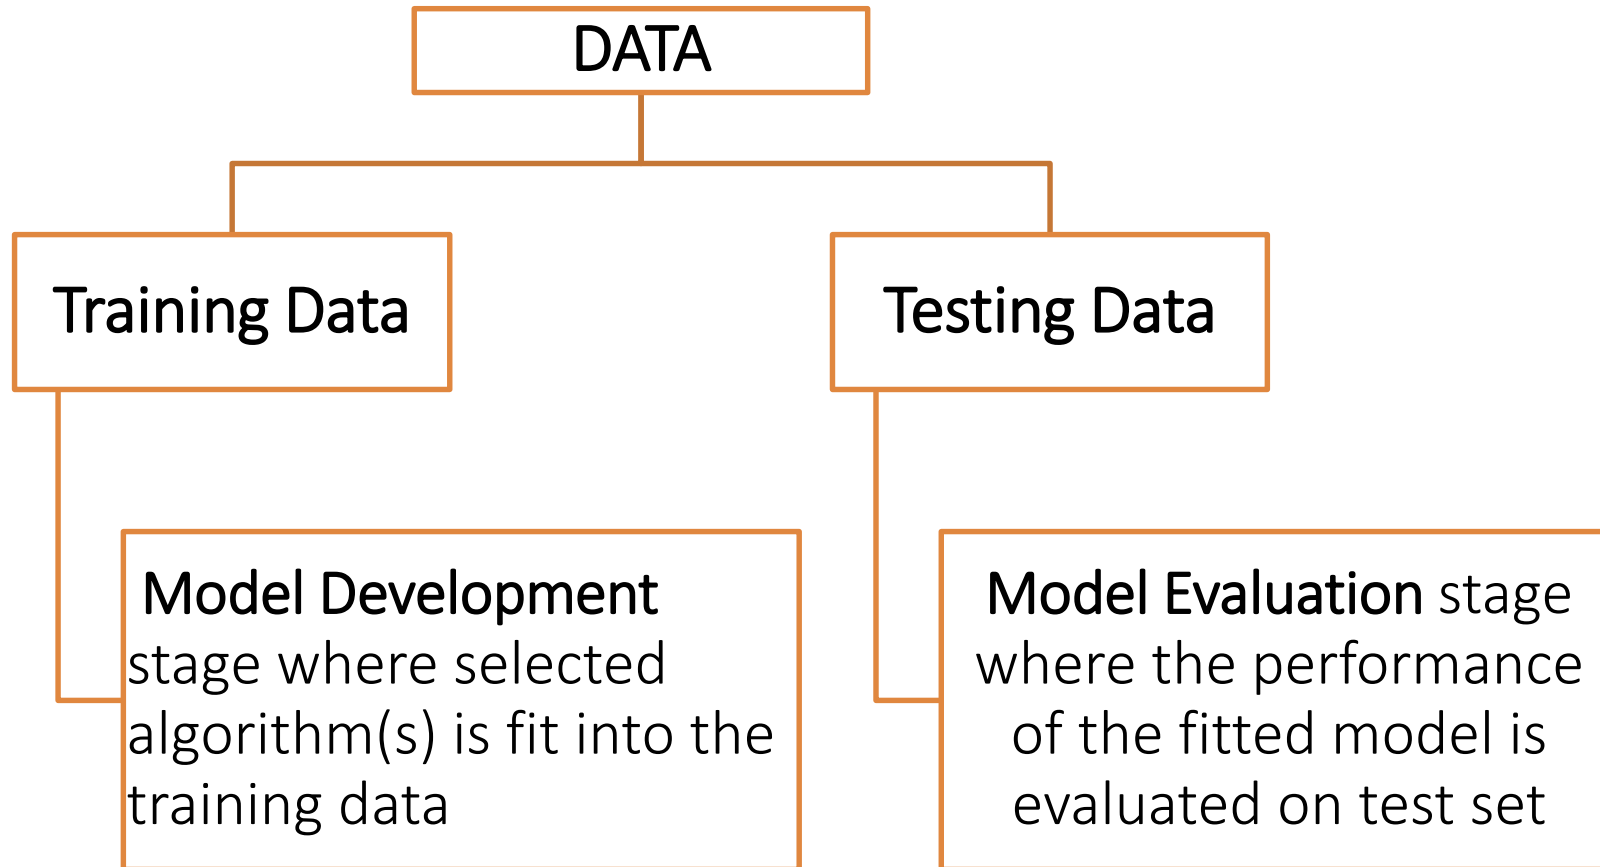 DATA
Training Data
Testing Data
Model Development
stage where selected
algorithm(s) is fit into the
training data
Model Evaluation stage
where the performance
of the fitted model is
evaluated on test set